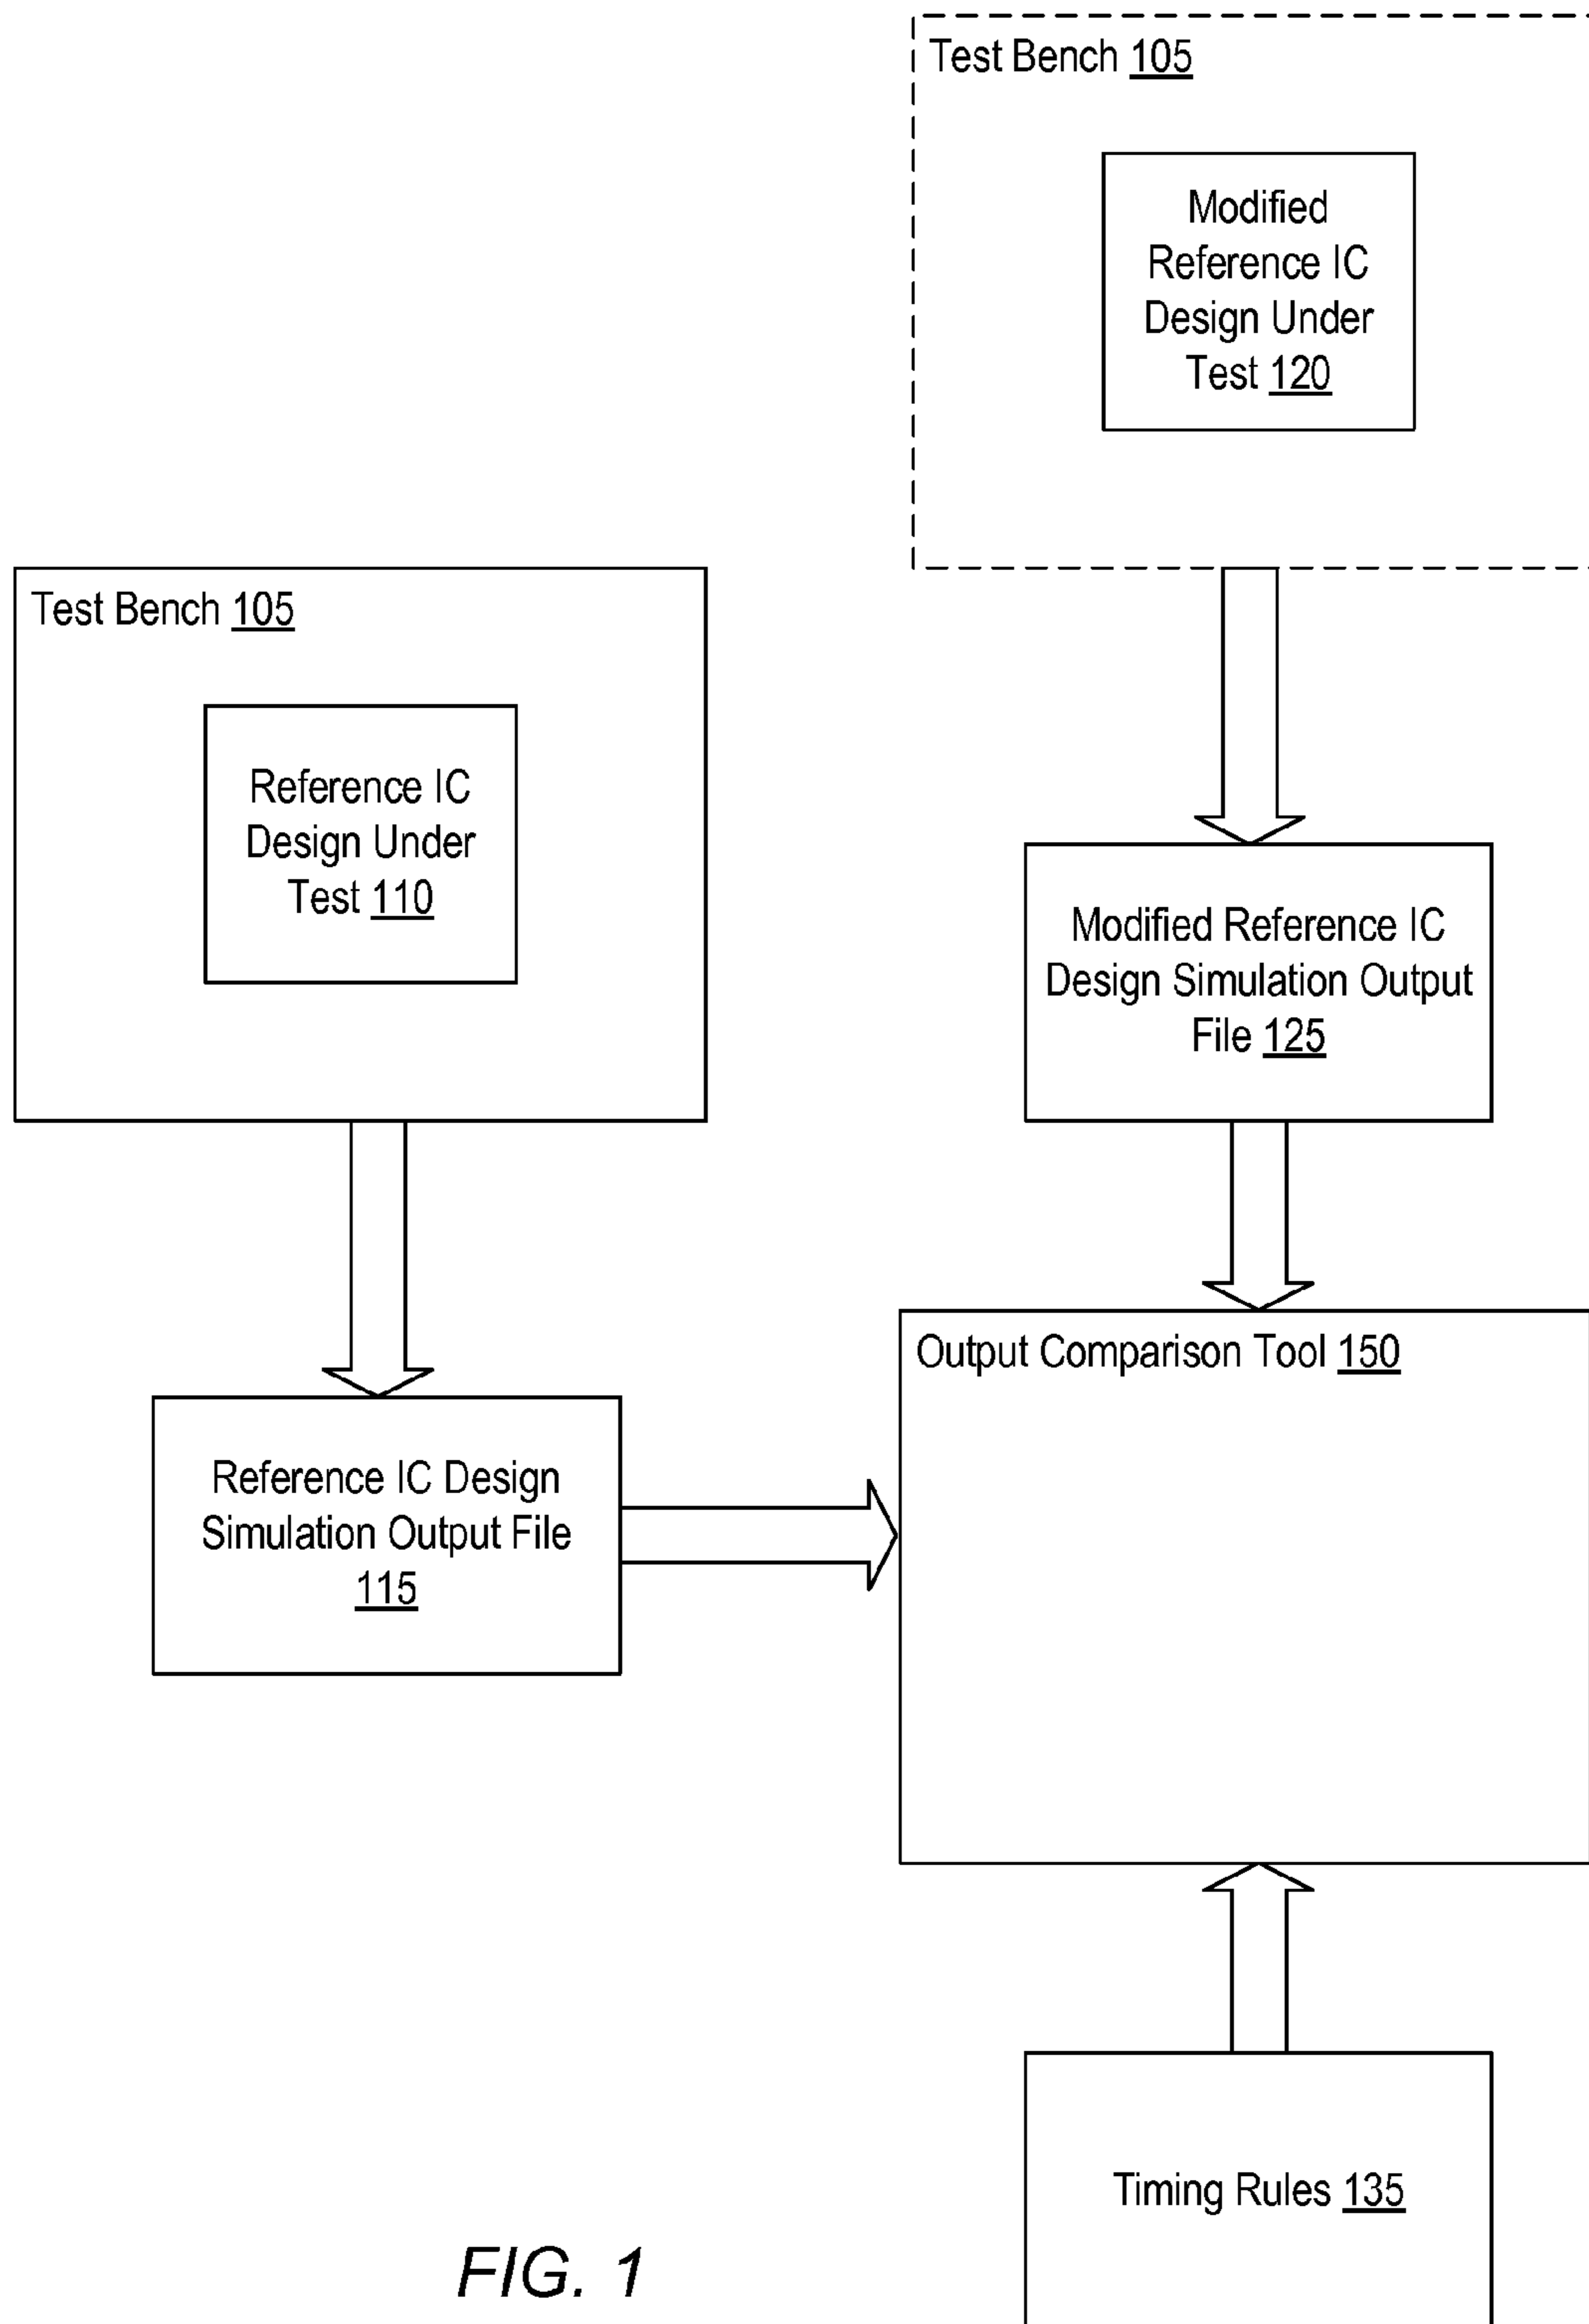 Test Bench 105
Modified
Reference IC
Design Under
Test 120
Test Bench 105
Reference IC
Design Under
Test 110
Modified Reference IC
Design Simulation Output
File 125
Output Comparison Tool 150
Reference IC Design
Simulation Output File
115
Timing Rules 135
FIG. 1